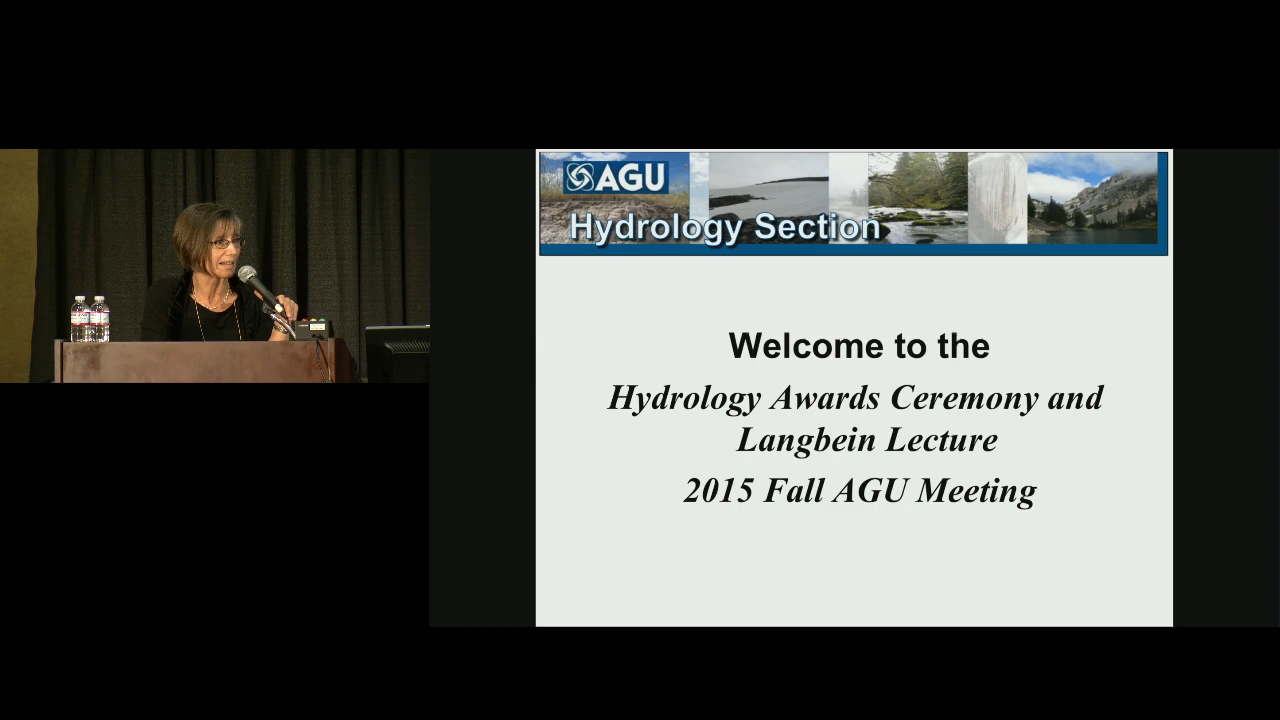 AGU
Hydrology Section
Welcome to the
Hydrology Awards Ceremony and
Langbein Lecture
2015 Fall AGU Meeting